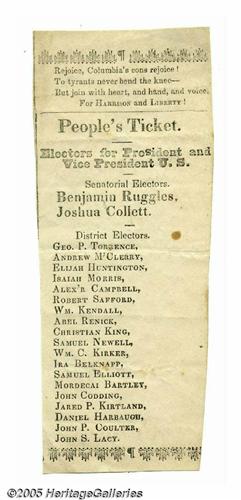 Rejoice, Columbia's sons rejoice!
To tyrants never bend the knee—
But join with heart, and hand, and voice,
For HARRISON and LIBERTY!
People's Ticket.
Electors for President and
Vice President U. S.
Senatorial Electors.
Benjamin Ruggles,
Joshua Collett.
District Electors.
GEO. P. TORRENCE,
ANDREW M'CLERRY,
ELIJAH HUNTINGTON,
ISAIAH MORRIS,
ALEX'R CAMPBELL,
ROBERT SAFFORD,
WM. KENDALL,
ABEL RENICK,
CHRISTIAN KING,
SAMUEL NEWELL,
WM. C. KIRKER,
IRA BELKNAPP,
SAMUEL ELLIOTT,
MORDECAI BARTLEY,
JOHN CODDING,
JARED P. KIRTLAND,
DANIEL HARBAUGH,
JOHN P. COULTER,
JOHN S. LACY.
©2005 HeritageGalleries